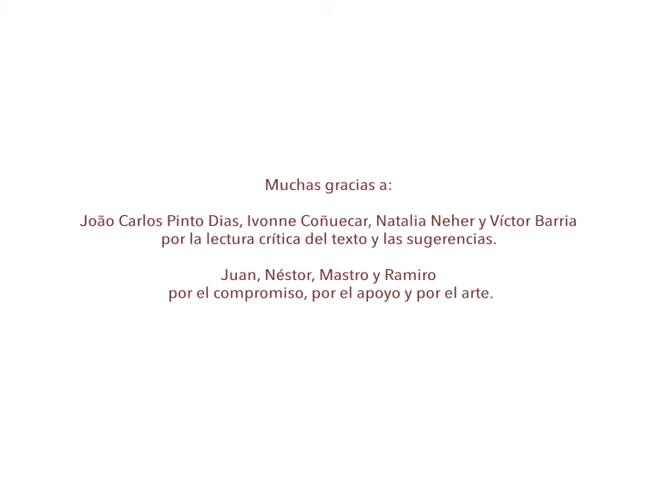 Muchas gracias a:
João Carlos Pinto Dias, Ivonne Coñuecar, Natalia Neher y Víctor Barria
por la lectura crítica del texto y las sugerencias.
Juan, Néstor, Mastro y Ramiro
por el compromiso, por el apoyo y por el arte.